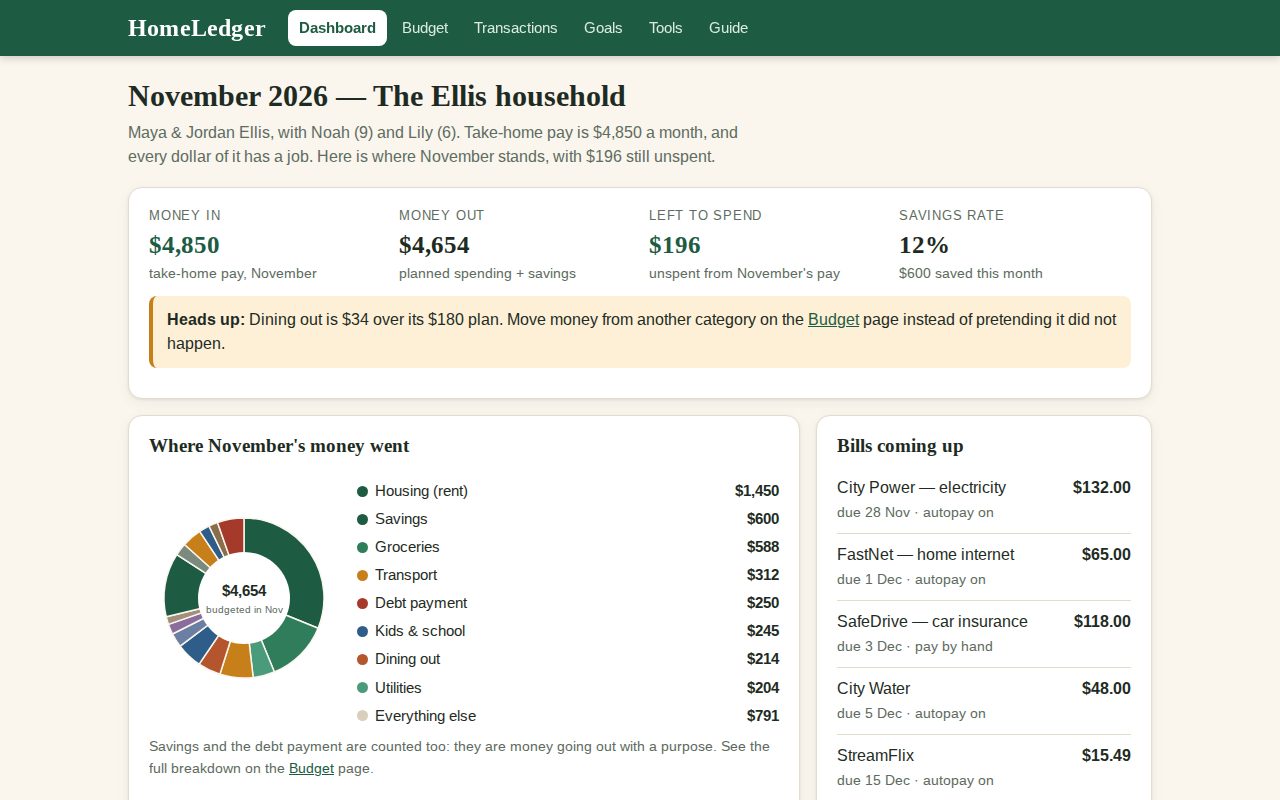 HomeLedger Dashboard Budget Transactions Goals Tools Guide
November 2026 — The Ellis household
Maya & Jordan Ellis, with Noah (9) and Lily (6). Take-home pay is $4,850 a month, and
every dollar of it has a job. Here is where November stands, with $196 still unspent.
MONEY IN
$4,850
take-home pay, November
MONEY OUT
$4,654
planned spending + savings
LEFT TO SPEND
$196
unspent from November's pay
SAVINGS RATE
12%
$600 saved this month
Heads up: Dining out is $34 over its $180 plan. Move money from another category on the Budget page instead of pretending it did not
happen.
Where November's money went
$4,654
budgeted in Nov
Housing (rent) $1,450
Savings $600
Groceries $588
Transport $312
Debt payment $250
Kids & school $245
Dining out $214
Utilities $204
Everything else $791
Savings and the debt payment are counted too: they are money going out with a purpose. See the
full breakdown on the Budget page.
Bills coming up
City Power — electricity $132.00
due 28 Nov · autopay on
FastNet — home internet $65.00
due 1 Dec · autopay on
SafeDrive — car insurance $118.00
due 3 Dec · pay by hand
City Water $48.00
due 5 Dec · autopay on
StreamFlix $15.49
due 15 Dec · autopay on